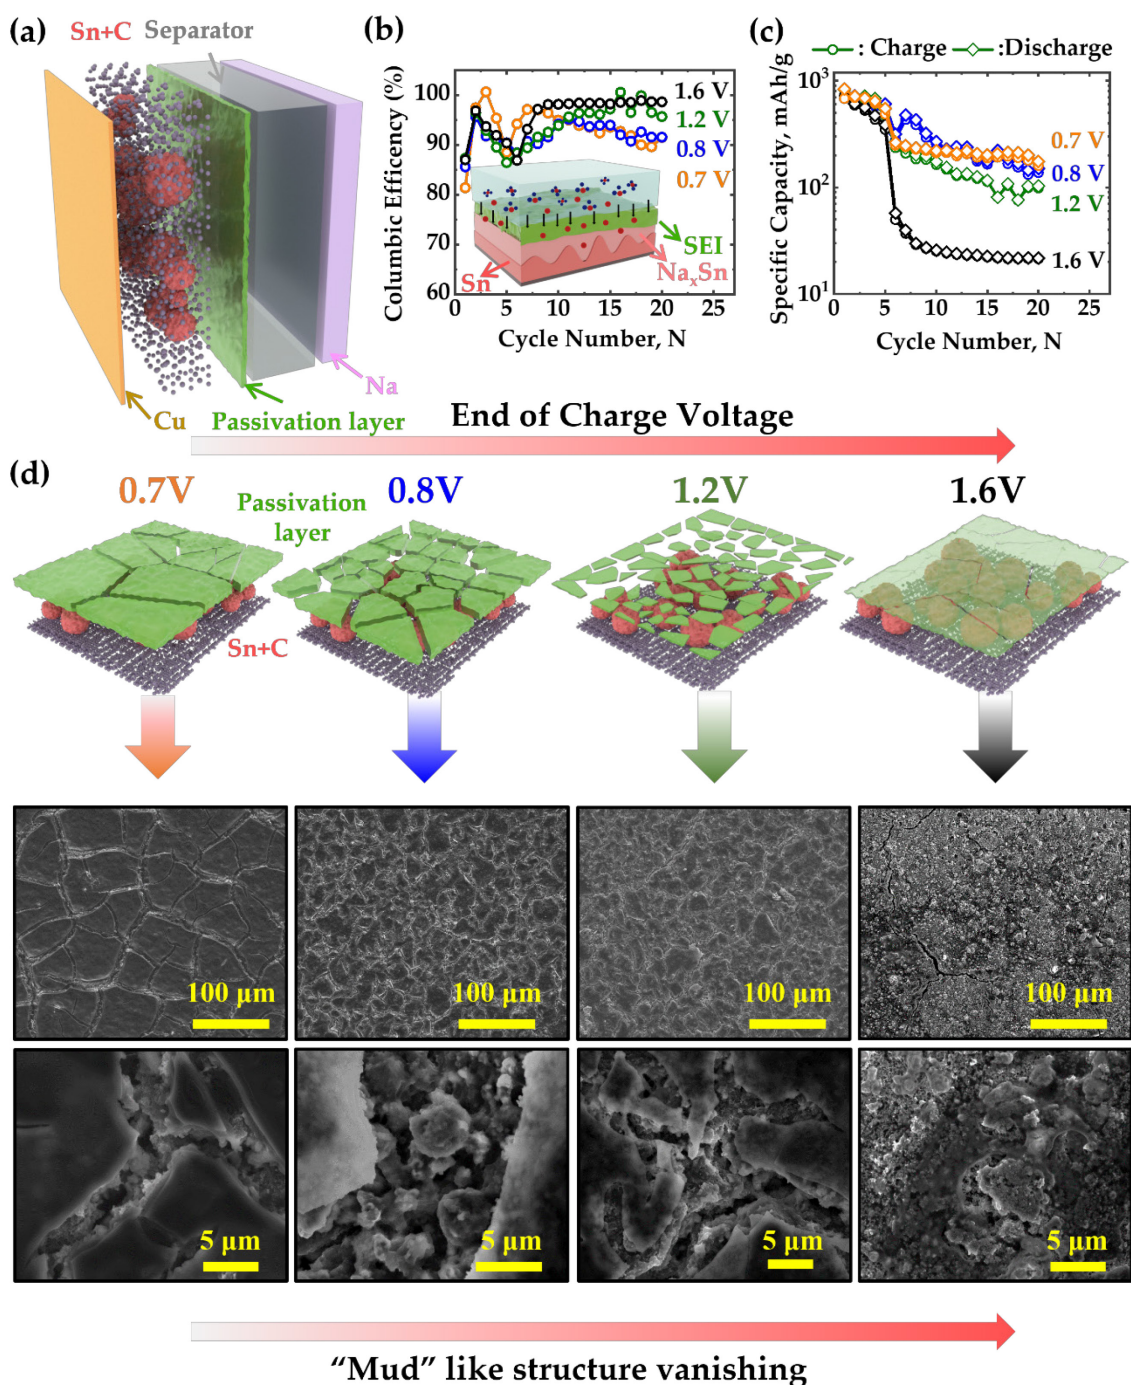 (a)
Sn+C
Separator
Cu
Passivation layer
Na
(b)
Columbic Efficency (%)
100
90
80
70
60
0 5 10 15 20 25
Cycle Number, N
1.6 V
1.2 V
0.8 V
0.7 V
SEI
NaₓSn
Sn
(c)
: Charge :Discharge
Specific Capacity, mAh/g
10³
10²
10¹
0 5 10 15 20 25
Cycle Number, N
0.7 V
0.8 V
1.2 V
1.6 V
End of Charge Voltage
(d)
0.7V 0.8V 1.2V 1.6V
Passivation
layer
Sn+C
100 µm 100 µm 100 µm 100 µm
5 µm 5 µm 5 µm 5 µm
“Mud” like structure vanishing